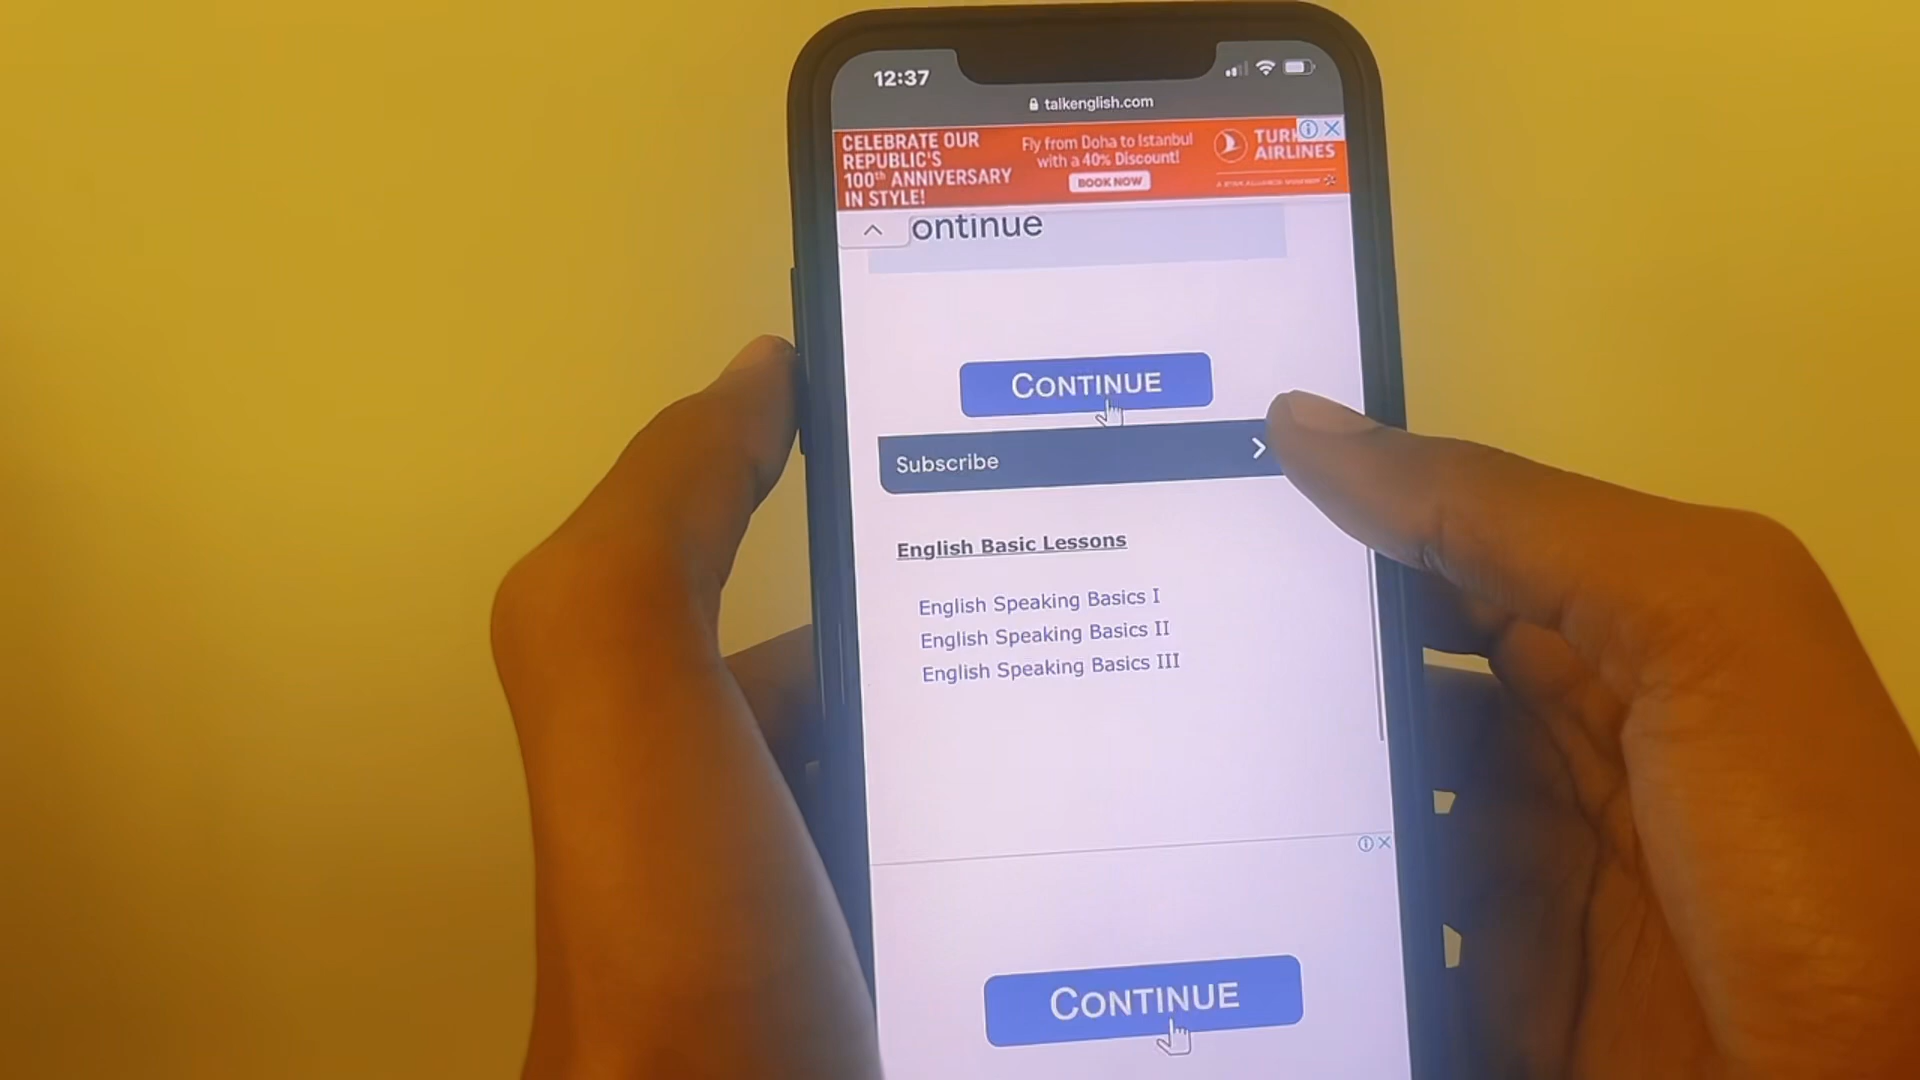 12:37
talkenglish.com
CELEBRATE OUR
REPUBLIC'S
100th ANNIVERSARY
IN STYLE!
Fly from Doha to Istanbul
with a 40% Discount!
BOOK NOW
TURK
AIRLINES
ontinue
CONTINUE
Subscribe
English Basic Lessons
English Speaking Basics I
English Speaking Basics II
English Speaking Basics III
CONTINUE